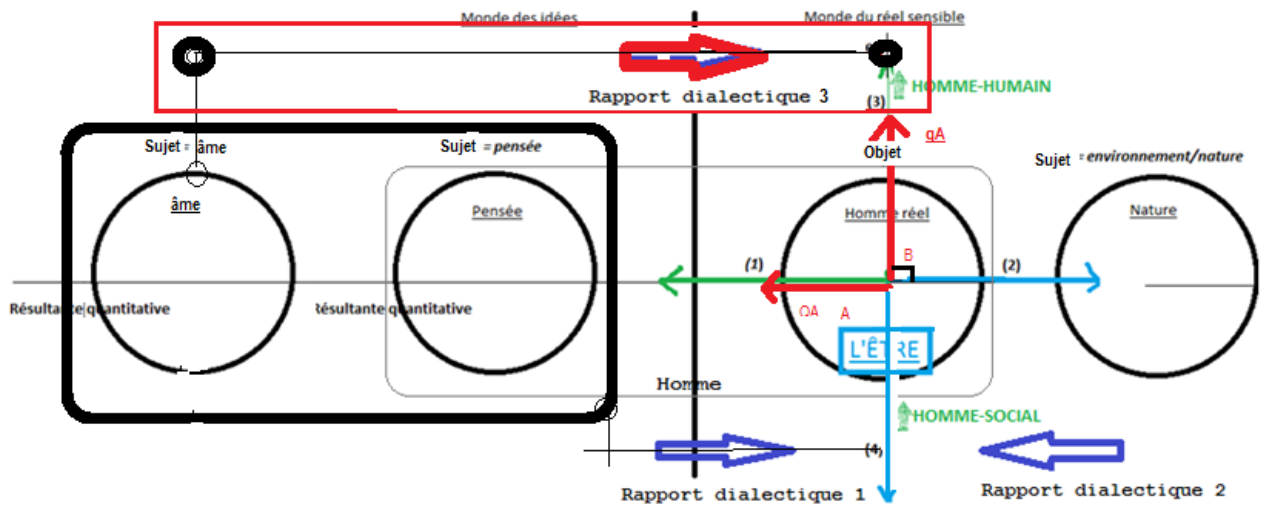 Monde des idées
Monde du réel sensible
Rapport dialectique 3
(3)
HOMME-HUMAIN
qA
Objet
Sujet = âme
Sujet = pensée
Sujet = environnement/nature
âme
Pensée
Homme réel
Nature
B
(1)
(2)
Résultante quantitative
Résultante quantitative
QA
A
L'ÊTRE
Homme
HOMME-SOCIAL
(4)
Rapport dialectique 1
Rapport dialectique 2